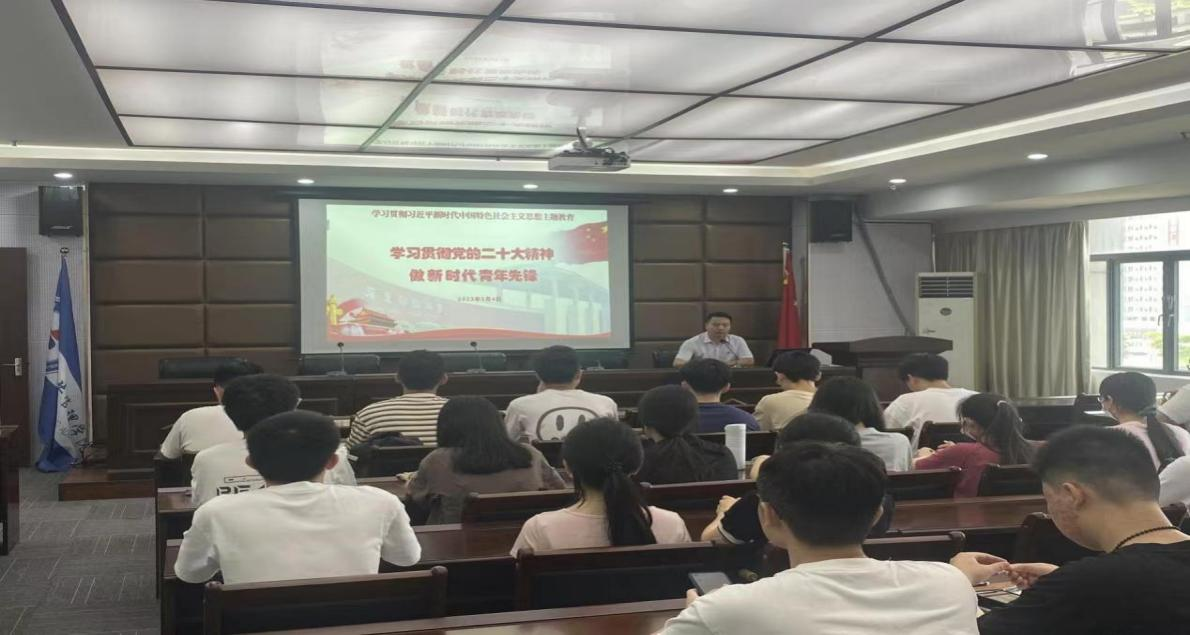 学习贯彻习近平新时代中国特色社会主义思想主题教育
学习贯彻党的二十大精神
做新时代青年先锋